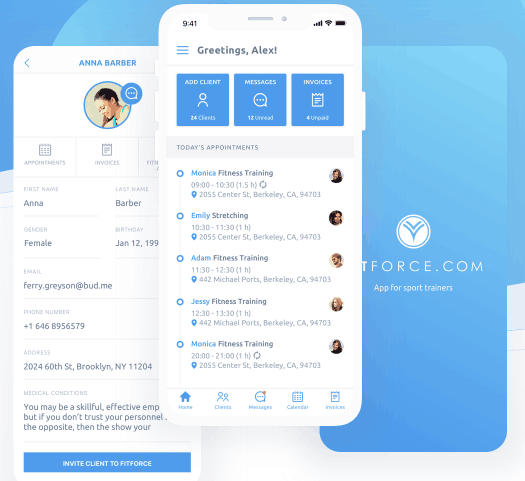 ANNA BARBER
APPOINTMENTS
INVOICES
FIRST NAME
LAST NAME
Anna
Barber
GENDER
BIRTHDAY
Female
Jan 12, 199
EMAIL
ferry.greyson@bud.me
PHONE NUMBER
+1 646 8956579
ADDRESS
2024 60th St, Brooklyn, NY 11204
MEDICAL CONDITIONS
You may be a skillful, effective emp
but if you don't trust your personnel
the opposite, then the show your
INVITE CLIENT TO FITFORCE
9:41
Greetings, Alex!
ADD CLIENT
24 Clients
MESSAGES
12 Unread
INVOICES
4 Unpaid
TODAY'S APPOINTMENTS
Monica Fitness Training
09:00 - 10:30 (1.5 h)
2055 Center St, Berkeley, CA, 94703
Emily Stretching
10:30 - 11:30 (1 h)
2055 Center St, Berkeley, CA, 94703
Adam Fitness Training
11:30 - 12:30 (1 h)
442 Michael Ports, Berkeley, CA, 94703
Jessy Fitness Training
12:30 - 13:30 (1 h)
442 Michael Ports, Berkeley, CA, 94703
Monica Fitness Training
20:00 - 21:00 (1 h)
2055 Center St, Berkeley, CA, 94703
Home
Clients
Messages
Calendar
Invoices
TFORCE.COM
App for sport trainers